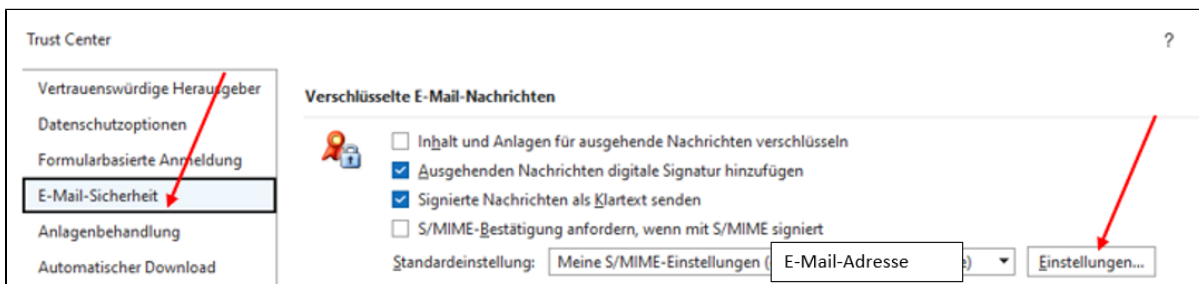 Trust Center
?
Vertrauenswürdige Herausgeber
Datenschutzoptionen
Formularbasierte Anmeldung
E-Mail-Sicherheit
Anlagenbehandlung
Automatischer Download
Verschlüsselte E-Mail-Nachrichten
Inhalt und Anlagen für ausgehende Nachrichten verschlüsseln
Ausgehenden Nachrichten digitale Signatur hinzufügen
Signierte Nachrichten als Klartext senden
S/MIME-Bestätigung anfordern, wenn mit S/MIME signiert
Standardeinstellung: Meine S/MIME-Einstellungen ( E-Mail-Adresse ) Einstellungen...